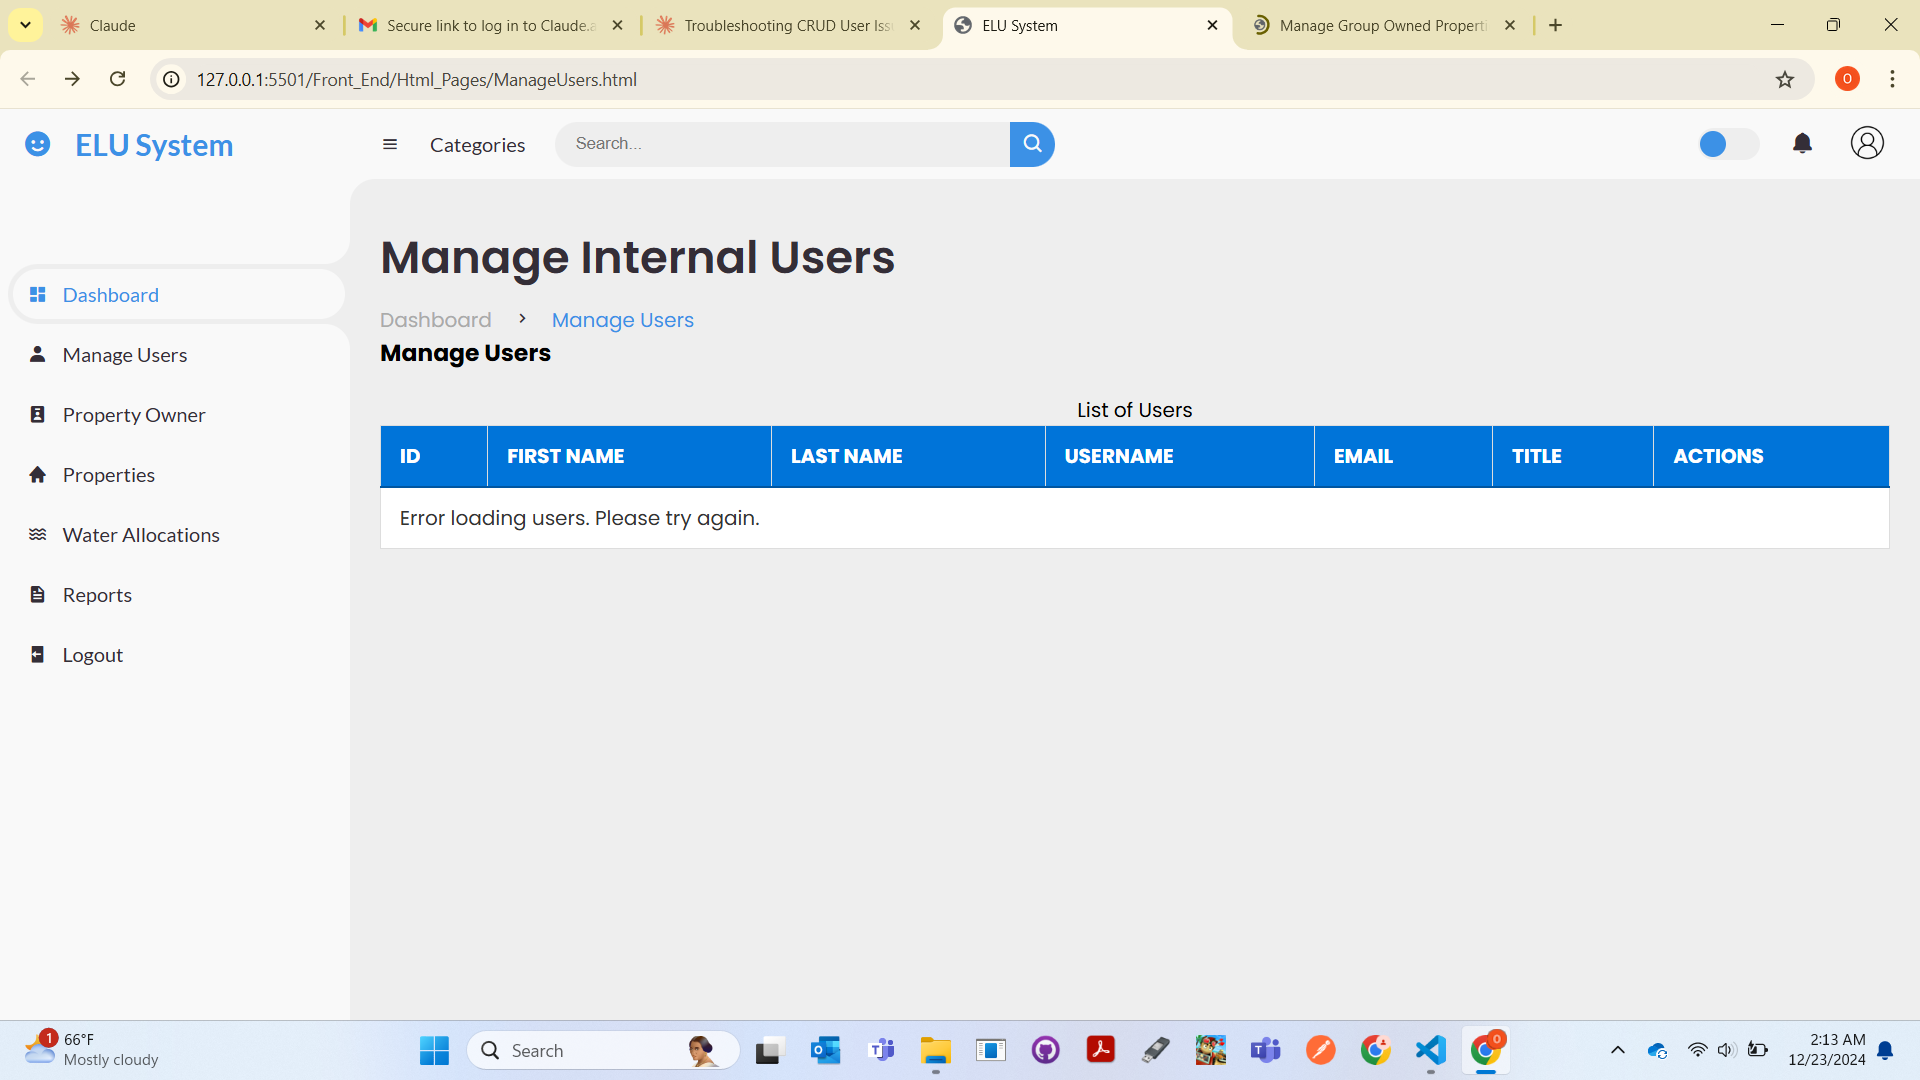 Claude
Secure link to log in to Claude.a
Troubleshooting CRUD User Iss
ELU System
Manage Group Owned Properti
127.0.0.1:5501/Front_End/Html_Pages/ManageUsers.html
0
ELU System
Categories
Search...
Manage Internal Users
Dashboard
Manage Users
Dashboard
Manage Users
Manage Users
Property Owner
Properties
Water Allocations
Reports
Logout
List of Users
ID FIRST NAME LAST NAME USERNAME EMAIL TITLE ACTIONS
Error loading users. Please try again.
1
66°F
Mostly cloudy
Search
0
2:13 AM
12/23/2024